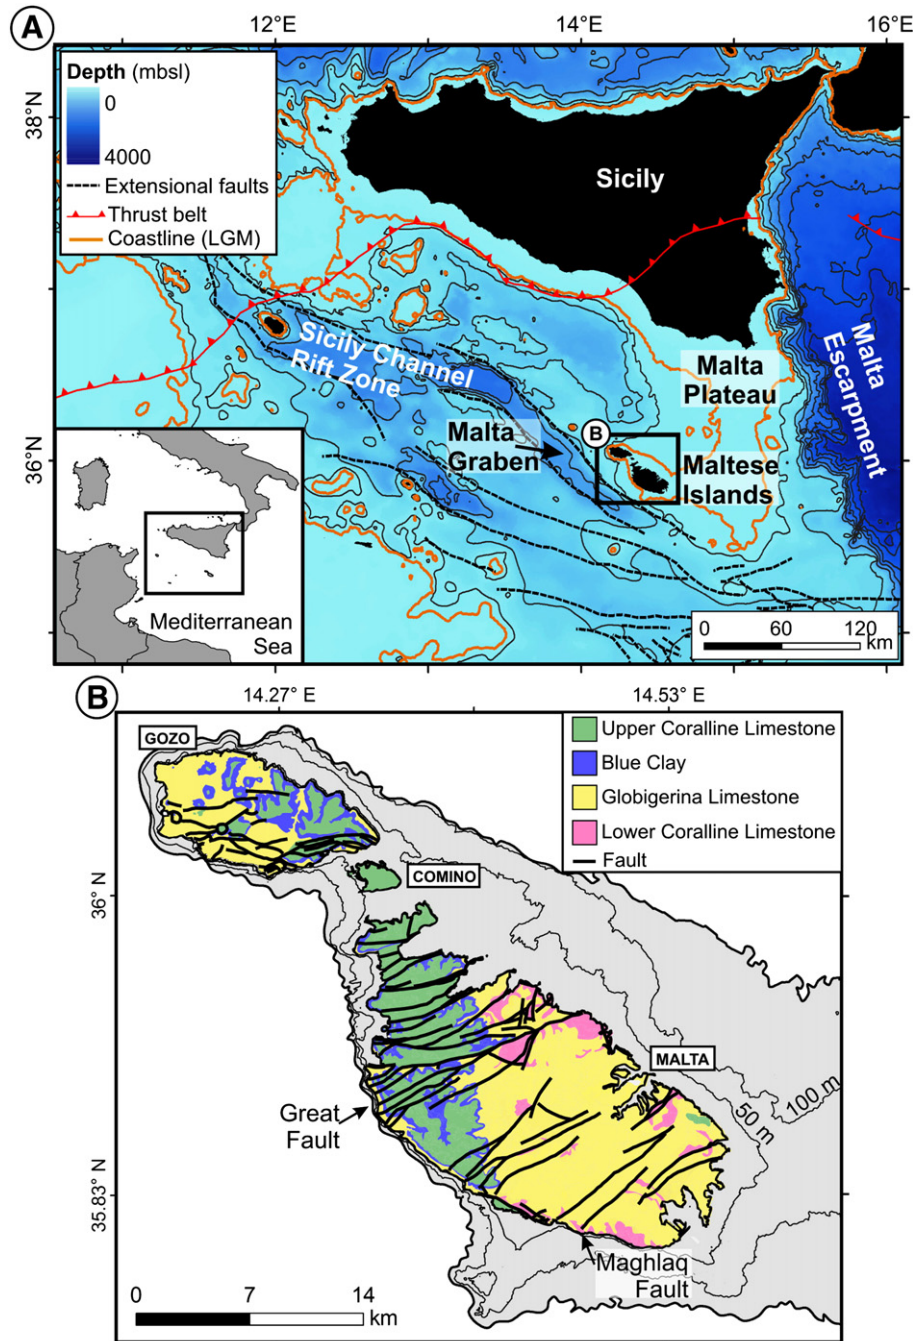 A
12°E
14°E
16°E
38°N
36°N
Depth (mbsl)
0
4000
Extensional faults
Thrust belt
Coastline (LGM)
Sicily
Sicily Channel
Rift Zone
Malta
Plateau
Malta
Escarpment
Malta
Graben
B
Maltese
Islands
Mediterranean
Sea
0
60
120
km
B
14.27° E
14.53° E
GOZO
Upper Coralline Limestone
Blue Clay
Globigerina Limestone
Lower Coralline Limestone
Fault
COMINO
36° N
MALTA
50 m
100 m
Great
Fault
35.83° N
Maghlaq
Fault
0
7
14
km